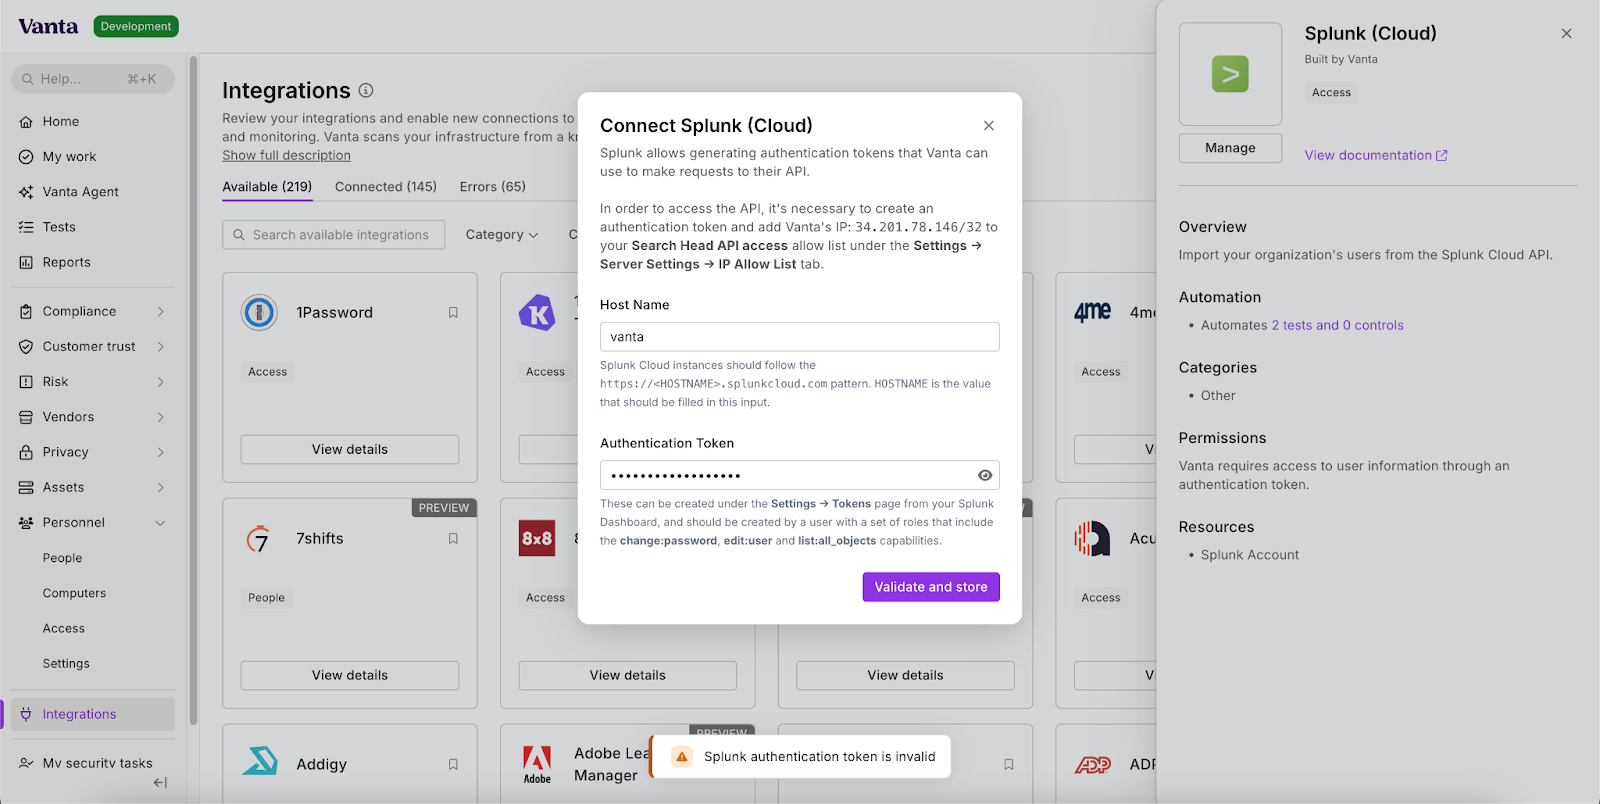 Vanta
Development
Help...
⌘+K
Home
My work
Vanta Agent
Tests
Reports
Compliance
Customer trust
Risk
Vendors
Privacy
Assets
Personnel
People
Computers
Access
Settings
Integrations
My security tasks
Integrations
Review your integrations and enable new connections to
and monitoring. Vanta scans your infrastructure from a
Show full description
Available (219)
Connected (145)
Errors (65)
Search available integrations
Category
C
1Password
Access
View details
Access
4me
Access
7shifts
PREVIEW
People
View details
8x8
Access
View details
View details
Access
Addigy
PREVIEW
Adobe
Manager
ADP
Connect Splunk (Cloud)
Splunk allows generating authentication tokens that Vanta can
use to make requests to their API.
In order to access the API, it's necessary to create an
authentication token and add Vanta's IP: 34.201.78.146/32 to
your Search Head API access allow list under the Settings →
Server Settings → IP Allow List tab.
Host Name
vanta
Splunk Cloud instances should follow the
https://<HOSTNAME>.splunkcloud.com pattern. HOSTNAME is the value
that should be filled in this input.
Authentication Token
••••••••••••••••••
These can be created under the Settings → Tokens page from your Splunk
Dashboard, and should be created by a user with a set of roles that include
the change:password, edit:user and list:all_objects capabilities.
Validate and store
Splunk authentication token is invalid
Splunk (Cloud)
Built by Vanta
Access
Manage
View documentation
Overview
Import your organization's users from the Splunk Cloud API.
Automation
• Automates 2 tests and 0 controls
Categories
• Other
Permissions
Vanta requires access to user information through an
authentication token.
Resources
• Splunk Account